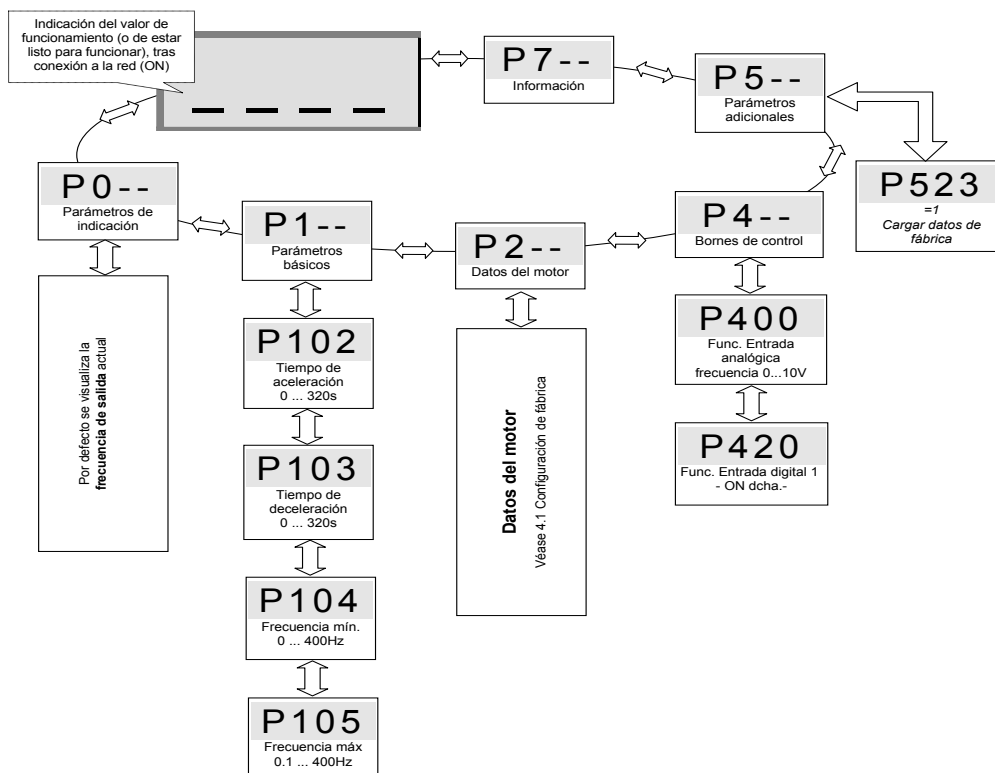 Indicación del valor de
funcionamiento (o de estar
listo para funcionar), tras
conexión a la red (ON)
_ _ _ _
P7--
Información
P5--
Parámetros
adicionales
P523
=1
Cargar datos de
fábrica
P0--
Parámetros de
indicación
P1--
Parámetros
básicos
P2--
Datos del motor
P4--
Bornes de control
Por defecto se visualiza la
frecuencia de salida actual
P102
Tiempo de
aceleración
0 ... 320s
P103
Tiempo de
deceleración
0 ... 320s
P104
Frecuencia mín.
0 ... 400Hz
P105
Frecuencia máx
0.1 ... 400Hz
Datos del motor
Véase 4.1 Configuración de fábrica
P400
Func. Entrada
analógica
frecuencia 0...10V
P420
Func. Entrada digital 1
- ON dcha.-